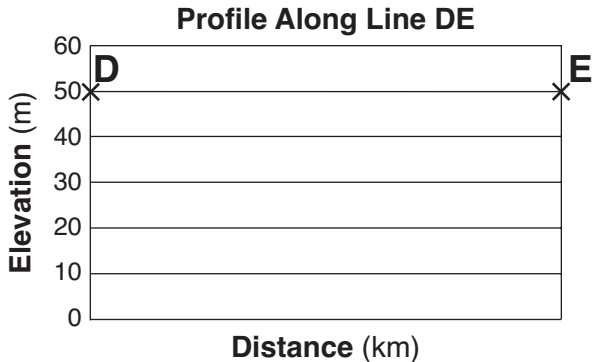 Profile Along Line DE
Elevation (m)
60
50
40
30
20
10
0
D
E
Distance (km)